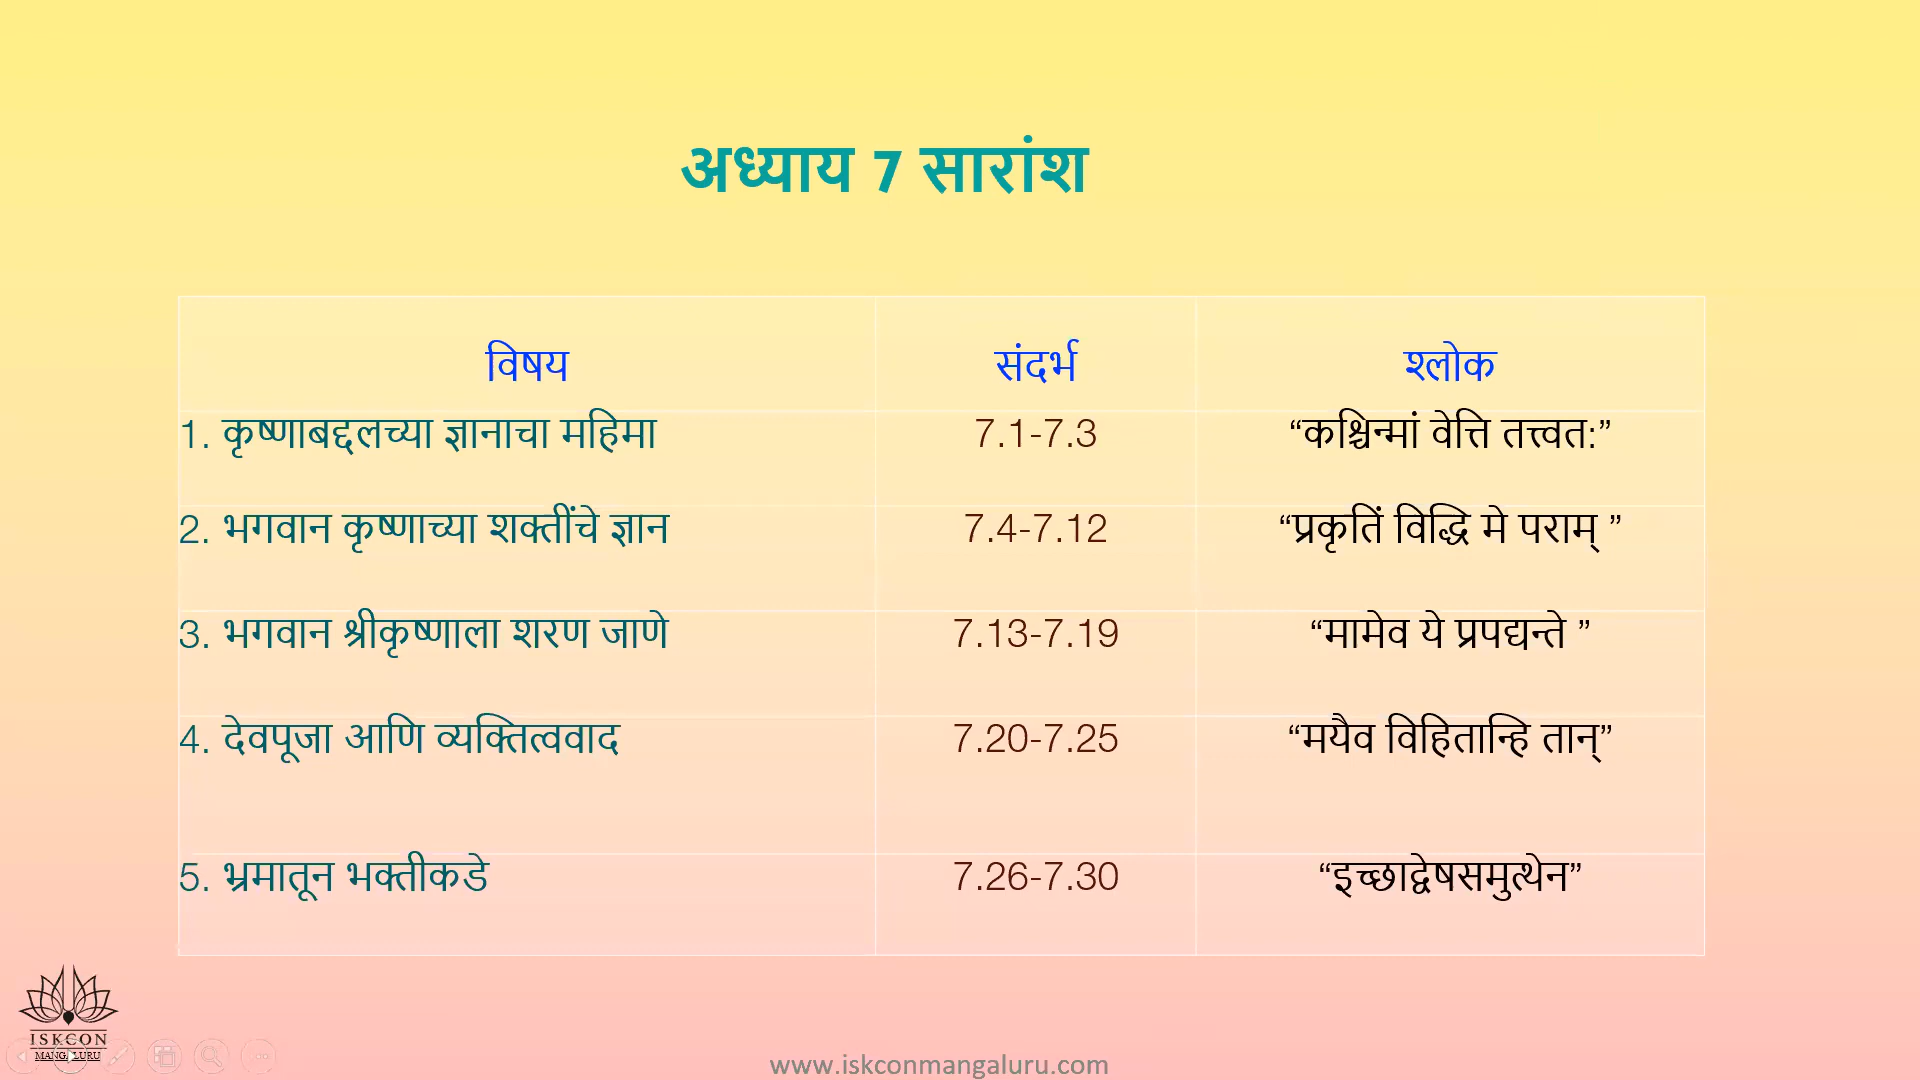 अध्याय 7 सारांश
विषय संदर्भ श्लोक
1. कृष्णाबद्दलच्या ज्ञानाचा महिमा 7.1-7.3 “कश्चिन्मां वेत्ति तत्त्वत:”
2. भगवान कृष्णाच्या शक्तींचे ज्ञान 7.4-7.12 “प्रकृतिं विद्धि मे पराम् ”
3. भगवान श्रीकृष्णाला शरण जाणे 7.13-7.19 “मामेव ये प्रपद्यन्ते ”
4. देवपूजा आणि व्यक्तित्ववाद 7.20-7.25 “मयैव विहितान्हि तान्”
5. भ्रमातून भक्तीकडे 7.26-7.30 “इच्छाद्वेषसमुत्थेन”
ISKCON
MANGALURU
www.iskconmangaluru.com